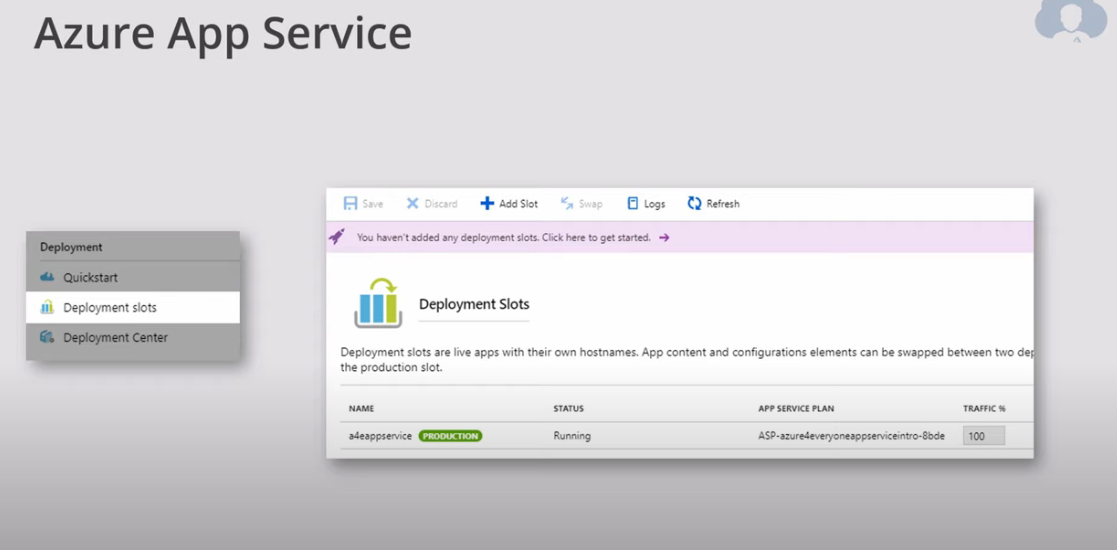 Azure App Service
Deployment
Quickstart
Deployment slots
Deployment Center
Save Discard Add Slot Swap Logs Refresh
You haven't added any deployment slots. Click here to get started.
Deployment Slots
Deployment slots are live apps with their own hostnames. App content and configurations elements can be swapped between two dep
the production slot.
NAME STATUS APP SERVICE PLAN TRAFFIC %
a4eappservice PRODUCTION Running ASP-azure4everyoneappserviceintro-8bde 100